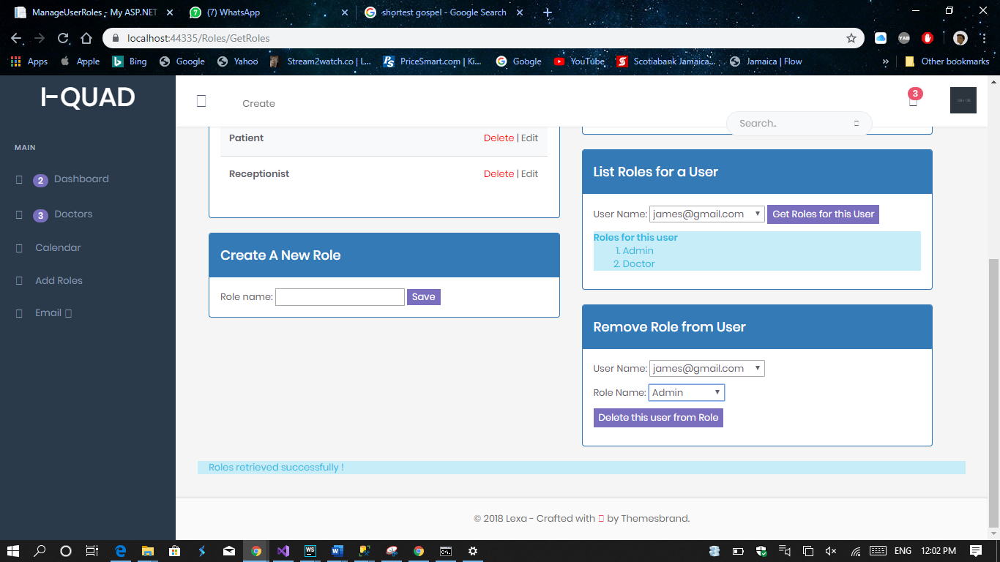 ManageUserRoles - My ASP.NET
(7) WhatsApp
shortest gospel - Google Search
localhost:44335/Roles/GetRoles
YAB
Apps
Apple
Bing
Google
Yahoo
Stream2watch.co | L...
PriceSmart.com | Ki...
Google
YouTube
Scotiabank Jamaica...
Jamaica | Flow
»
Other bookmarks
I-QUAD
Create
3
Search..
MAIN
2 Dashboard
3 Doctors
Calendar
Add Roles
Email
Patient Delete | Edit
Receptionist Delete | Edit
Create A New Role
Role name: Save
List Roles for a User
User Name: james@gmail.com Get Roles for this User
Roles for this user
1. Admin
2. Doctor
Remove Role from User
User Name: james@gmail.com
Role Name: Admin
Delete this user from Role
Roles retrieved successfully !
© 2018 Lexa - Crafted with by Themesbrand.
ENG 12:02 PM